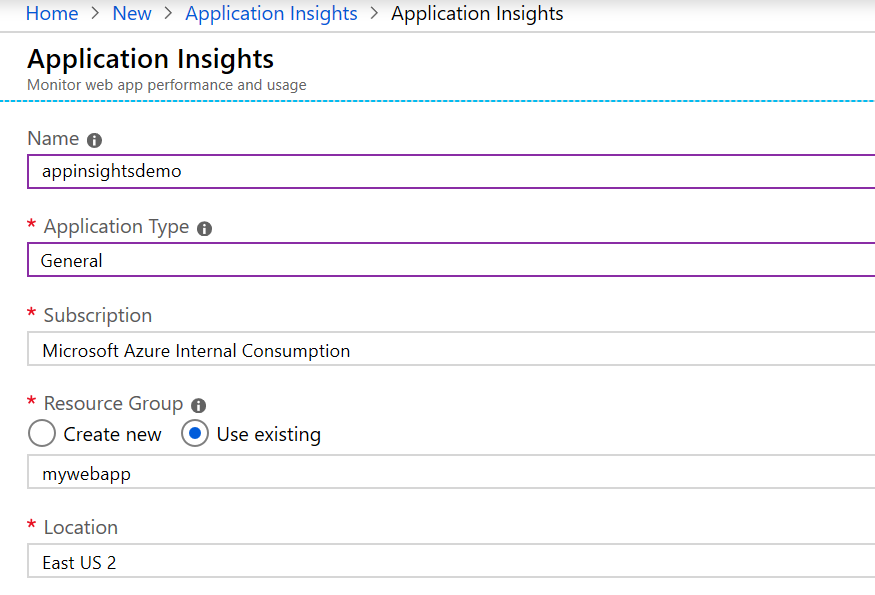 Home > New > Application Insights > Application Insights
Application Insights
Monitor web app performance and usage
Name
appinsightsdemo
* Application Type
General
* Subscription
Microsoft Azure Internal Consumption
* Resource Group
Create new Use existing
mywebapp
* Location
East US 2